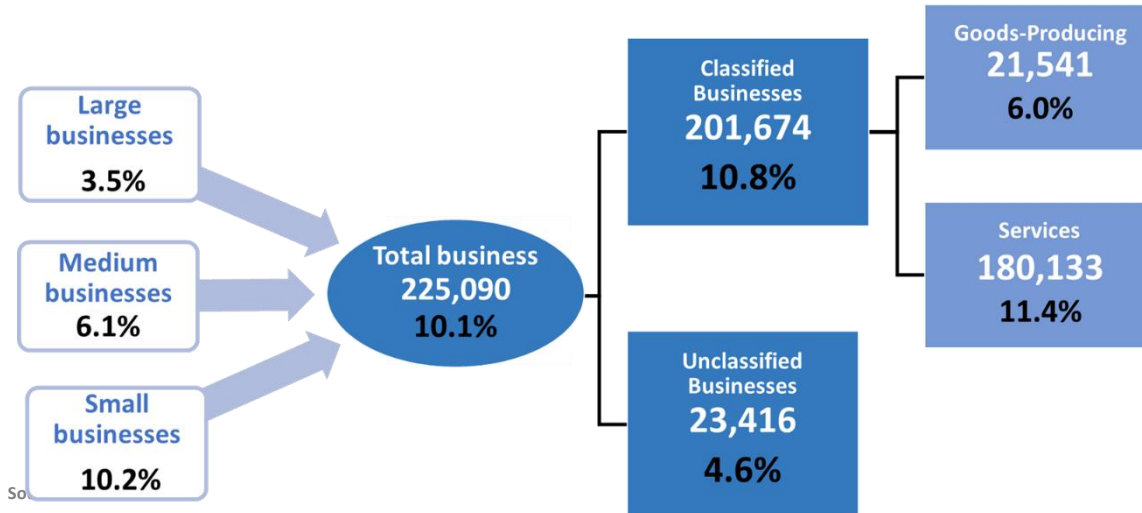 Large
businesses
3.5%
Medium
businesses
6.1%
Small
businesses
10.2%
Total business
225,090
10.1%
Classified
Businesses
201,674
10.8%
Unclassified
Businesses
23,416
4.6%
Goods-Producing
21,541
6.0%
Services
180,133
11.4%